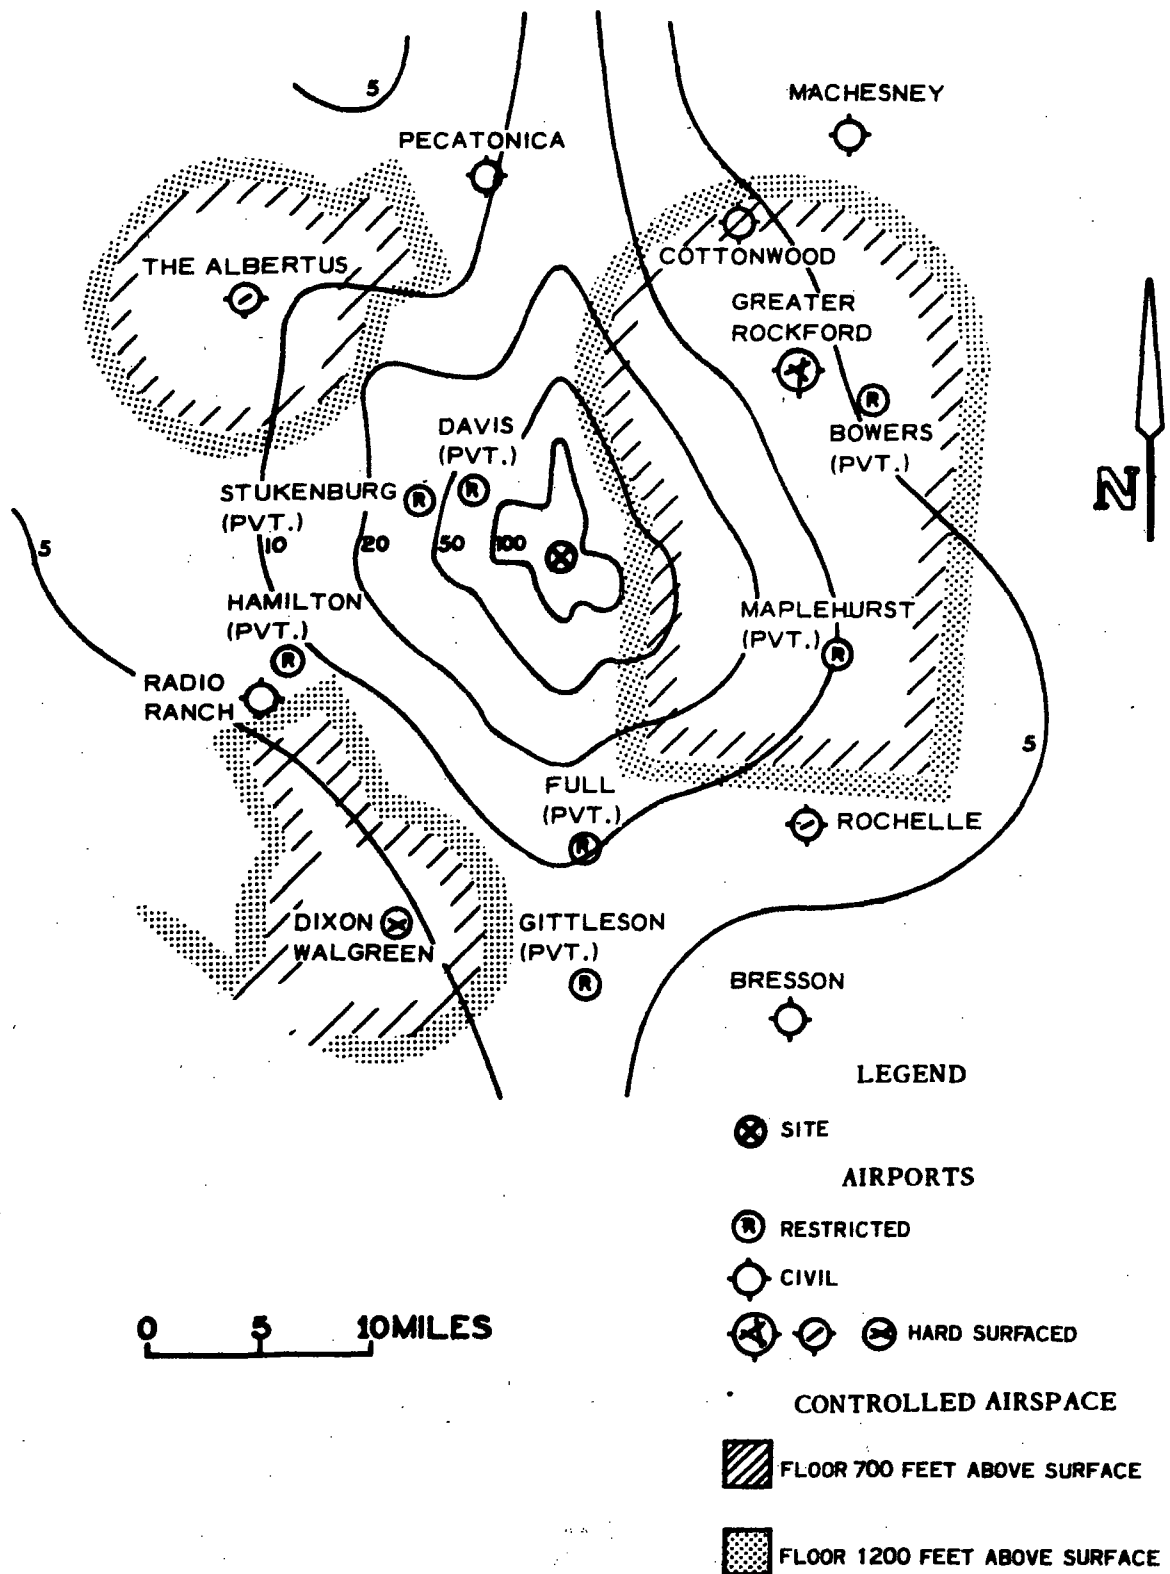 MACHESNEY
5
PECATONICA
COTTONWOOD
THE ALBERTUS
GREATER
ROCKFORD
R
BOWERS
(PVT.)
DAVIS
(PVT.)
R
STUKENBURG
(PVT.)
R
N
5
10
20
50
100
HAMILTON
(PVT.)
R
MAPLEHURST
(PVT.)
R
RADIO
RANCH
5
FULL
(PVT.)
R
ROCHELLE
DIXON
WALGREEN
GITTLESON
(PVT.)
R
BRESSON
LEGEND
SITE
AIRPORTS
R RESTRICTED
CIVIL
HARD SURFACED
0 5 10 MILES
CONTROLLED AIRSPACE
FLOOR 700 FEET ABOVE SURFACE
FLOOR 1200 FEET ABOVE SURFACE